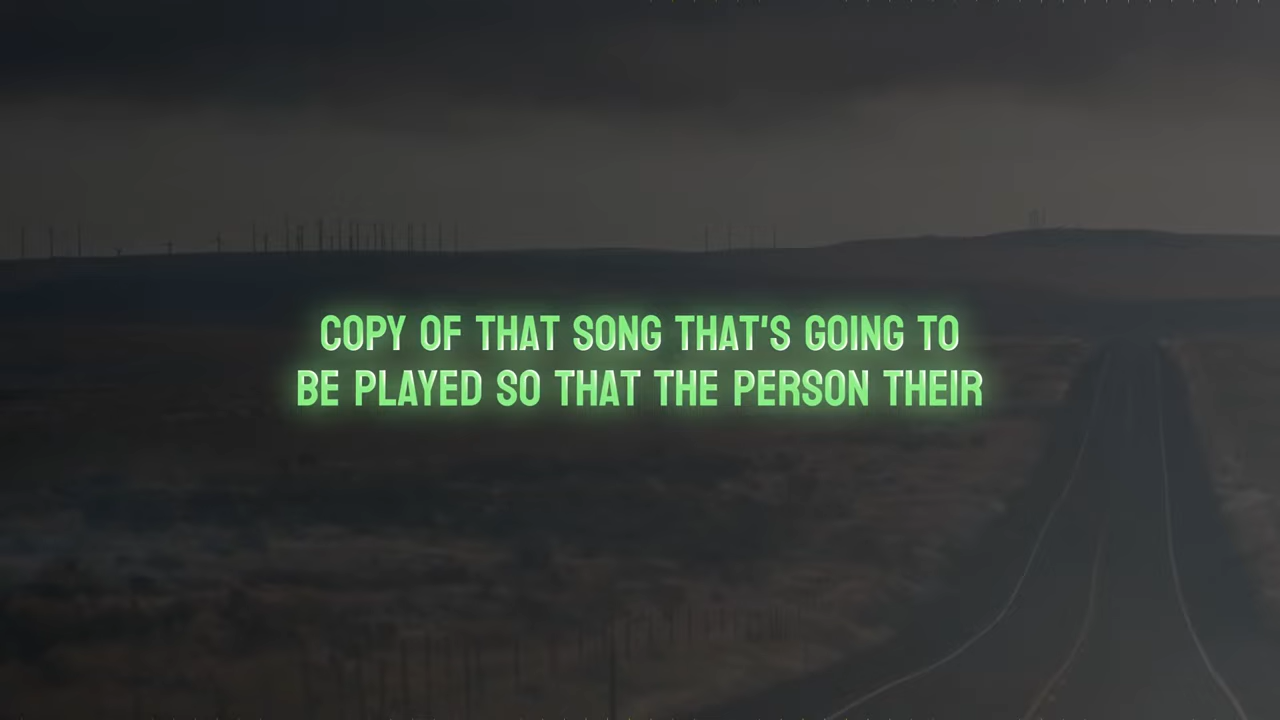 COPY OF THAT SONG THAT'S GOING TO
BE PLAYED SO THAT THE PERSON THEIR